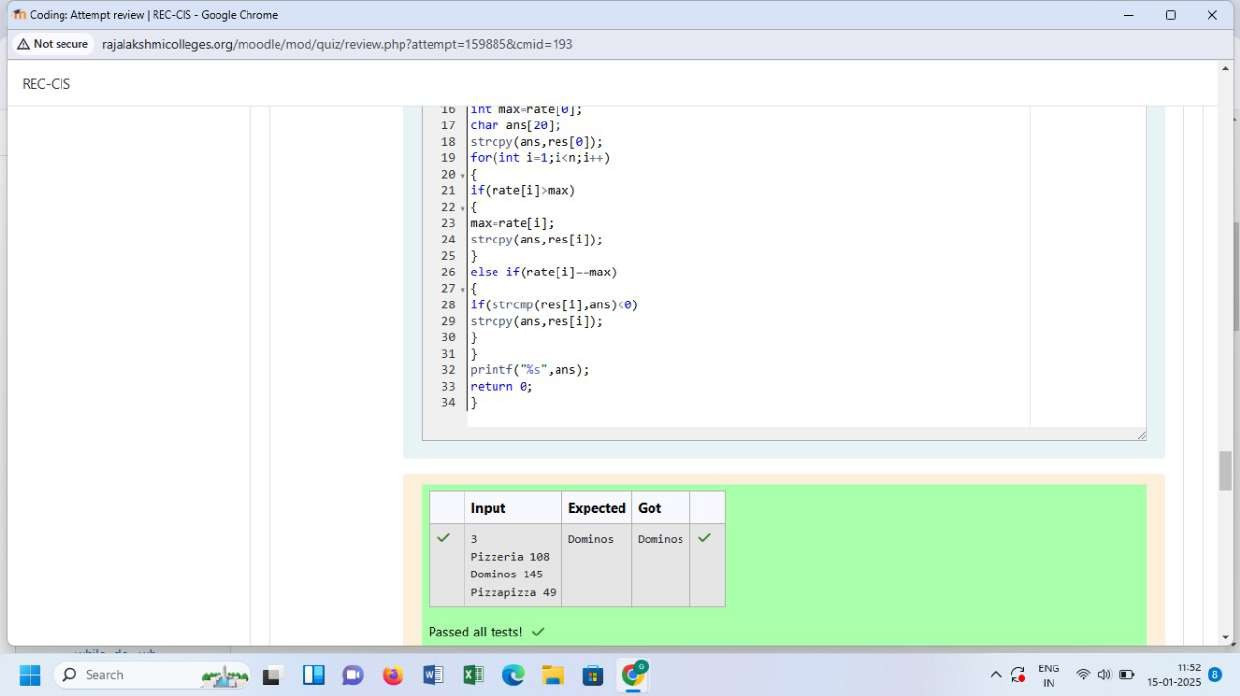 Coding: Attempt review | REC-CIS - Google Chrome
Not secure rajalakshmicolleges.org/moodle/mod/quiz/review.php?attempt=159885&cmid=193
REC-CIS
16 int max=rate[0];
17 char ans[20];
18 strcpy(ans,res[0]);
19 for(int i=1;i<n;i++)
20 {
21 if(rate[i]>max)
22 {
23 max=rate[i];
24 strcpy(ans,res[i]);
25 }
26 else if(rate[i]==max)
27 {
28 if(strcmp(res[i],ans)<0)
29 strcpy(ans,res[i]);
30 }
31 }
32 printf("%s",ans);
33 return 0;
34 }
Input Expected Got
3 Dominos Dominos
Pizzeria 108
Dominos 145
Pizzapizza 49
Passed all tests!
Search
ENG
IN
11:52
15-01-2025
8